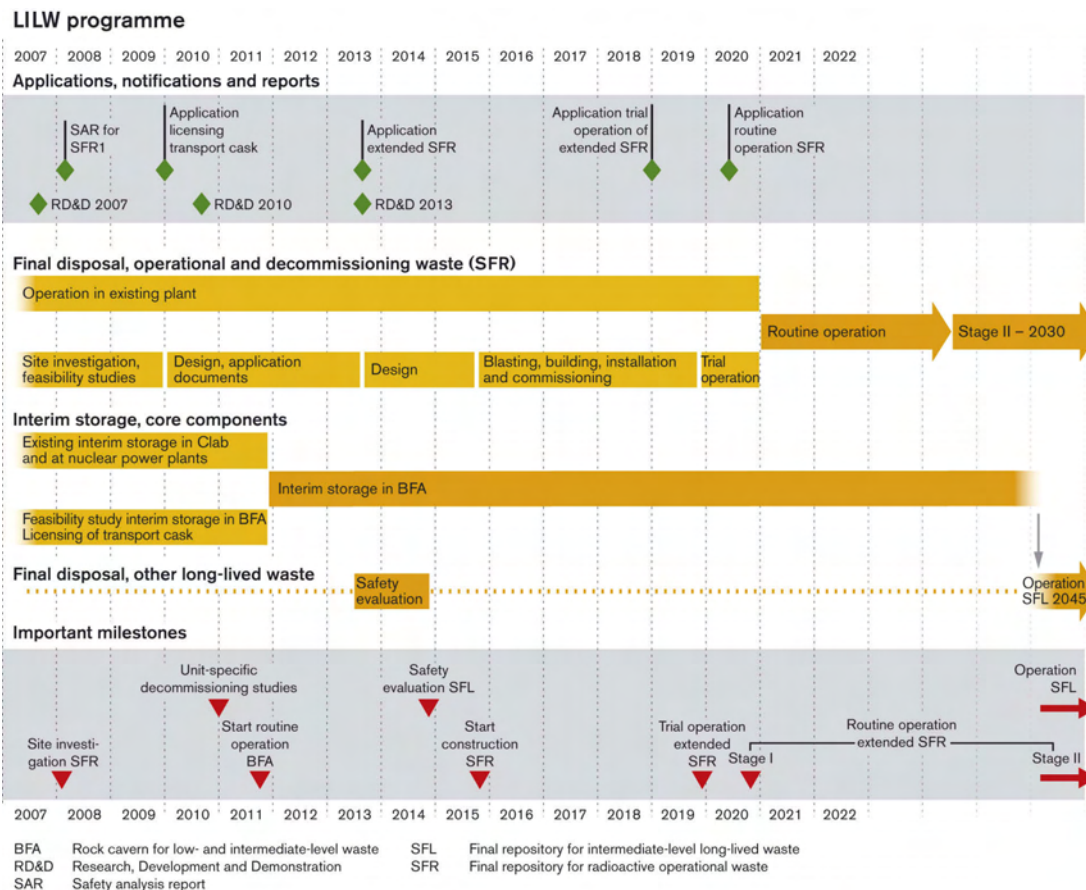 LILW programme
2007 2008 2009 2010 2011 2012 2013 2014 2015 2016 2017 2018 2019 2020 2021 2022
Applications, notifications and reports
SAR for
SFR1
Application
licensing
transport cask
Application
extended SFR
Application trial
operation of
extended SFR
Application
routine
operation SFR
RD&D 2007
RD&D 2010
RD&D 2013
Final disposal, operational and decommissioning waste (SFR)
Operation in existing plant
Routine operation
Stage II – 2030
Site investigation,
feasibility studies
Design, application
documents
Design
Blasting, building, installation
and commissioning
Trial
operation
Interim storage, core components
Existing interim storage in Clab
and at nuclear power plants
Interim storage in BFA
Feasibility study interim storage in BFA
Licensing of transport cask
Final disposal, other long-lived waste
Safety
evaluation
Operation
SFL 2045
Important milestones
Unit-specific
decommissioning studies
Safety
evaluation SFL
Operation
SFL
Site investi-
gation SFR
Start routine
operation
BFA
Start
construction
SFR
Trial operation
extended
SFR
Stage I
Routine operation
extended SFR
Stage II
2007 2008 2009 2010 2011 2012 2013 2014 2015 2016 2017 2018 2019 2020 2021 2022
BFA Rock cavern for low- and intermediate-level waste
RD&D Research, Development and Demonstration
SAR Safety analysis report
SFL Final repository for intermediate-level long-lived waste
SFR Final repository for radioactive operational waste